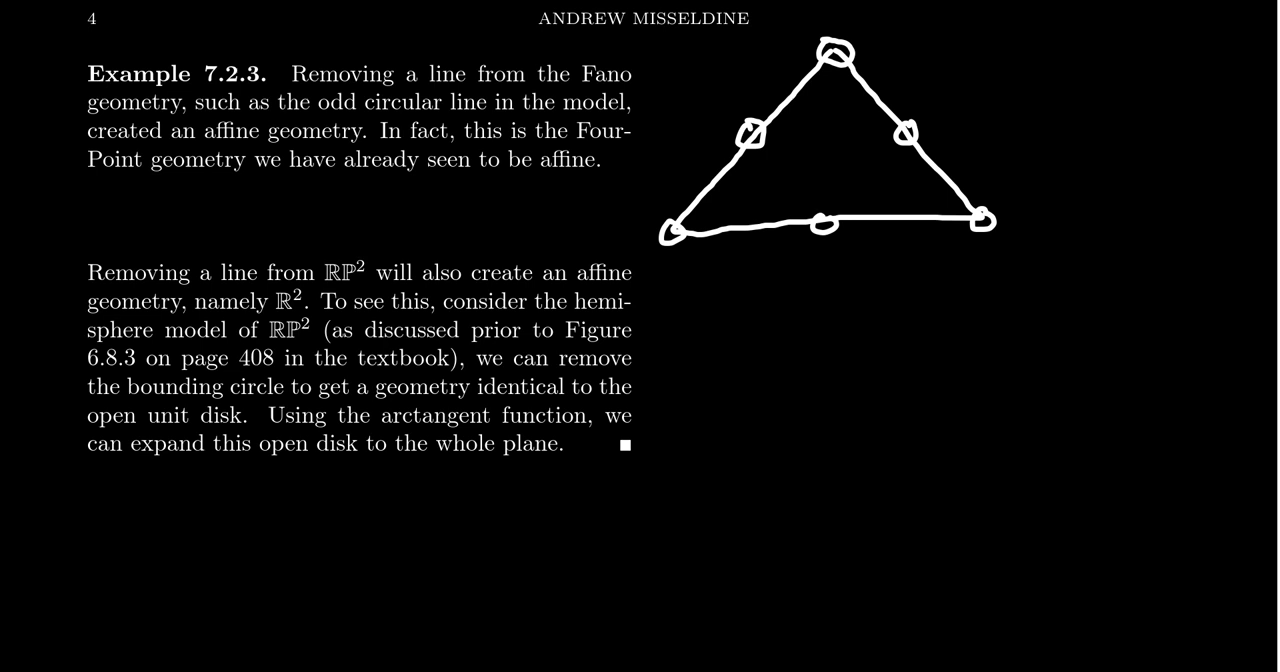 4
ANDREW MISSELDINE
Example 7.2.3. Removing a line from the Fano
geometry, such as the odd circular line in the model,
created an affine geometry. In fact, this is the Four-
Point geometry we have already seen to be affine.
Removing a line from ℝℙ² will also create an affine
geometry, namely ℝ². To see this, consider the hemi-
sphere model of ℝℙ² (as discussed prior to Figure
6.8.3 on page 408 in the textbook), we can remove
the bounding circle to get a geometry identical to the
open unit disk. Using the arctangent function, we
can expand this open disk to the whole plane. ■